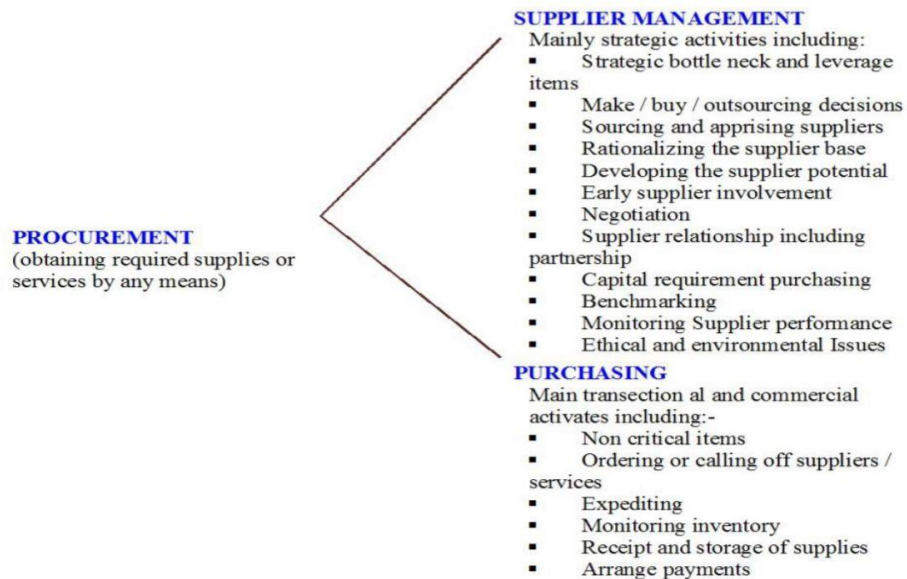 PROCUREMENT
(obtaining required supplies or
services by any means)
SUPPLIER MANAGEMENT
Mainly strategic activities including:
▪ Strategic bottle neck and leverage
items
▪ Make / buy / outsourcing decisions
▪ Sourcing and apprising suppliers
▪ Rationalizing the supplier base
▪ Developing the supplier potential
▪ Early supplier involvement
▪ Negotiation
▪ Supplier relationship including
partnership
▪ Capital requirement purchasing
▪ Benchmarking
▪ Monitoring Supplier performance
▪ Ethical and environmental Issues
PURCHASING
Main transection al and commercial
activates including:-
▪ Non critical items
▪ Ordering or calling off suppliers /
services
▪ Expediting
▪ Monitoring inventory
▪ Receipt and storage of supplies
▪ Arrange payments